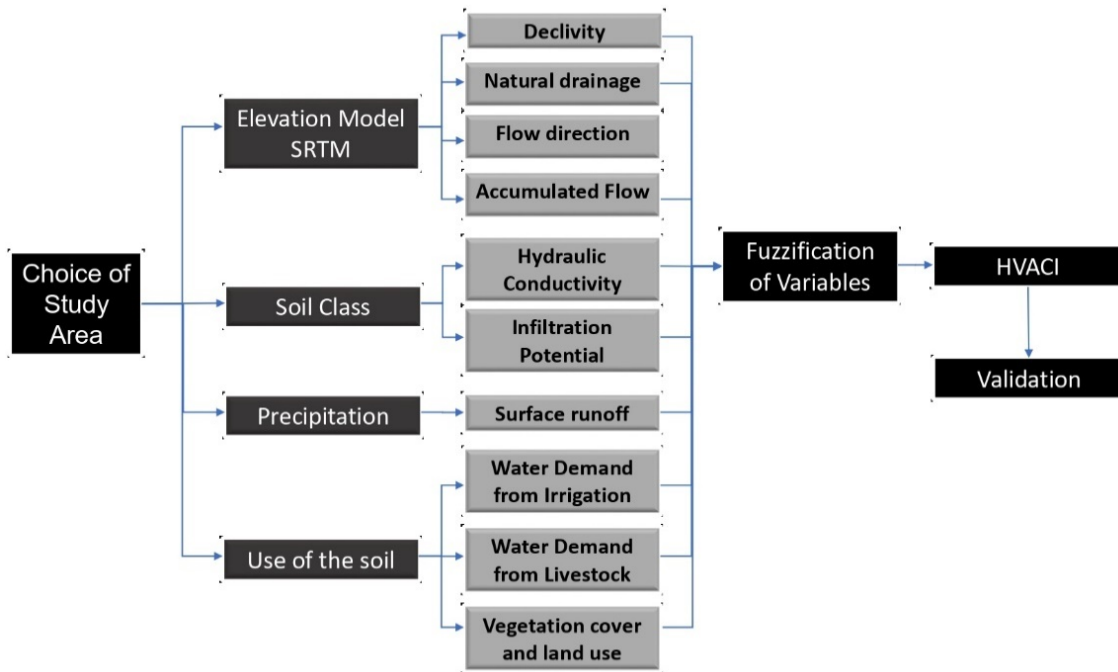 Choice of
Study
Area
Elevation Model
SRTM
Soil Class
Precipitation
Use of the soil
Declivity
Natural drainage
Flow direction
Accumulated Flow
Hydraulic
Conductivity
Infiltration
Potential
Surface runoff
Water Demand
from Irrigation
Water Demand
from Livestock
Vegetation cover
and land use
Fuzzification
of Variables
HVACI
Validation